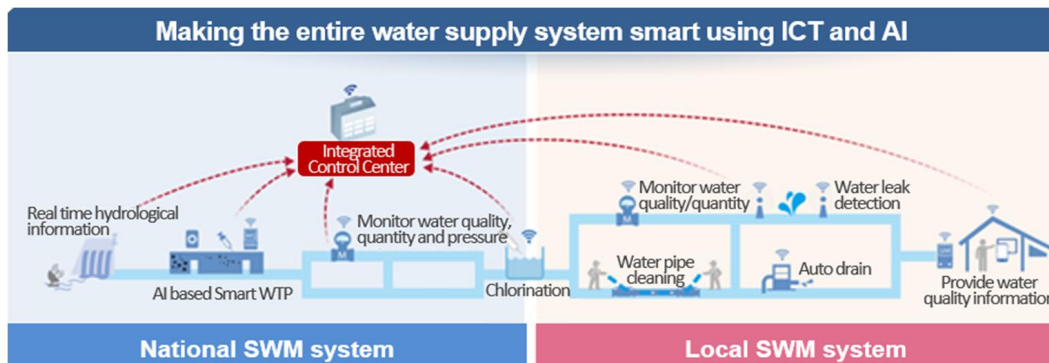 Making the entire water supply system smart using ICT and AI
Integrated
Control Center
Real time hydrological
information
Monitor water quality,
quantity and pressure
Monitor water
quality/quantity
Water leak
detection
AI based Smart WTP
M
Chlorination
M
Water pipe
cleaning
Auto drain
Provide water
quality information
National SWM system
Local SWM system